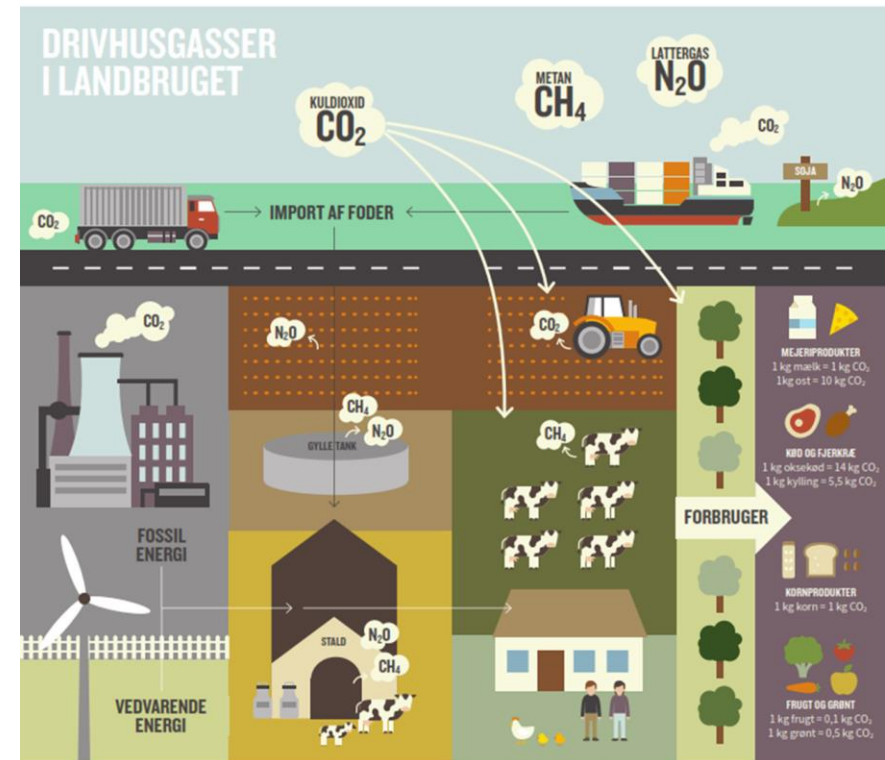 DRIVHUSGASSER
I LANDBRUGET
KULDIOXID
CO₂
METAN
CH₄
LATTERGAS
N₂O
CO₂
SOJA
N₂O
CO₂
IMPORT AF FODER
CO₂
N₂O
CO₂
MEJERIPRODUKTER
1 kg mælk = 1 kg CO₂
1kg ost = 10 kg CO₂
CH₄
N₂O
GYLLETANK
CH₄
KØD OG FJERKRÆ
1 kg oksekød = 14 kg CO₂
1 kg kylling = 5,5 kg CO₂
FORBRUGER
FOSSIL
ENERGI
KORNPRODUKTER
1 kg korn = 1 kg CO₂
STALD
N₂O
CH₄
VEDVARENDE
ENERGI
FRUGT OG GRØNT
1 kg frugt = 0,1 kg CO₂
1 kg grønt = 0,5 kg CO₂